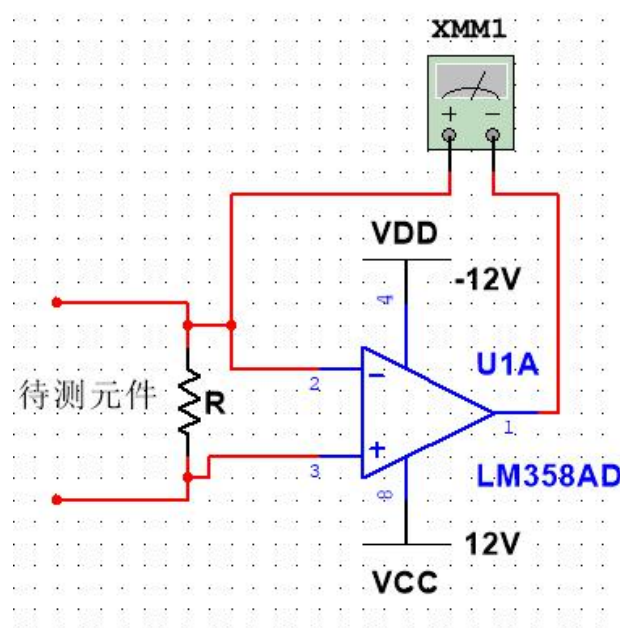 XMM1
+ −
VDD
-12V
4
U1A
2
−
待测元件
R
1
+
3
LM358AD
8
12V
VCC